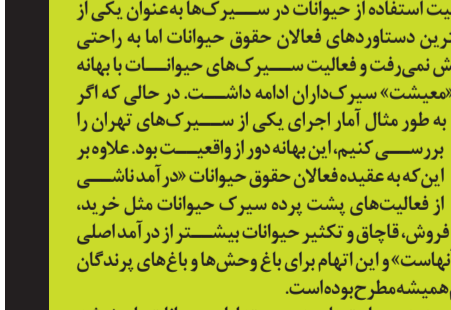 استفاده از حیوانات در سیرک‌ها به‌عنوان یکی از
دستاوردهای فعالان حقوق حیوانات اما به راحتی
نمی‌رفت و فعالیت سیرک‌های حیوانات با بهانه
«معیشت» سیرک‌داران ادامه داشت. در حالی که اگر
به طور مثال آمار اجرای یکی از سیرک‌های تهران را
بررسی کنیم، این بهانه دور از واقعیت بود. علاوه بر
این‌که به عقیده فعالان حقوق حیوانات «درآمد ناشی
از فعالیت‌های پشت پرده سیرک حیوانات مثل خرید،
فروش، قاچاق و تکثیر حیوانات بیشتر از درآمد اصلی
آنهاست» و این اتهام برای باغ وحش‌ها و باغ‌های پرندگان
همیشه مطرح بوده‌است.